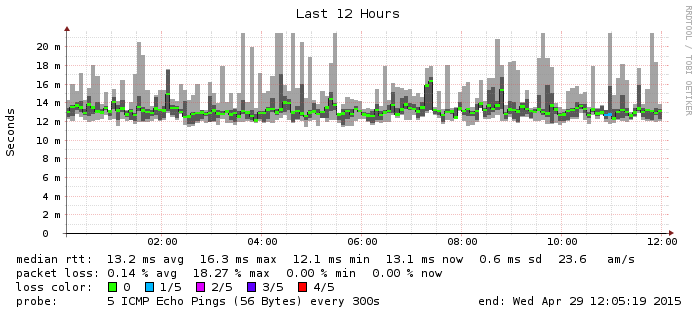 Last 12 Hours
RRDTOOL / TOBI OETIKER
Seconds
20 m
18 m
16 m
14 m
12 m
10 m
8 m
6 m
4 m
2 m
0
02:00 04:00 06:00 08:00 10:00 12:00
median rtt: 13.2 ms avg 16.3 ms max 12.1 ms min 13.1 ms now 0.6 ms sd 23.6 am/s
packet loss: 0.14 % avg 18.27 % max 0.00 % min 0.00 % now
loss color: 0 1/5 2/5 3/5 4/5
probe: 5 ICMP Echo Pings (56 Bytes) every 300s end: Wed Apr 29 12:05:19 2015